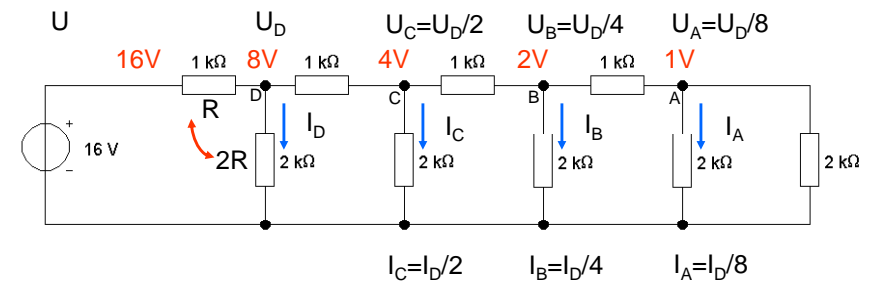 U U_D U_C=U_D/2 U_B=U_D/4 U_A=U_D/8
16V 1 kΩ 8V 1 kΩ 4V 1 kΩ 2V 1 kΩ 1V
D C B A
R I_D I_C I_B I_A
+
16 V
-
2R 2 kΩ 2 kΩ 2 kΩ 2 kΩ 2 kΩ
I_C=I_D/2 I_B=I_D/4 I_A=I_D/8